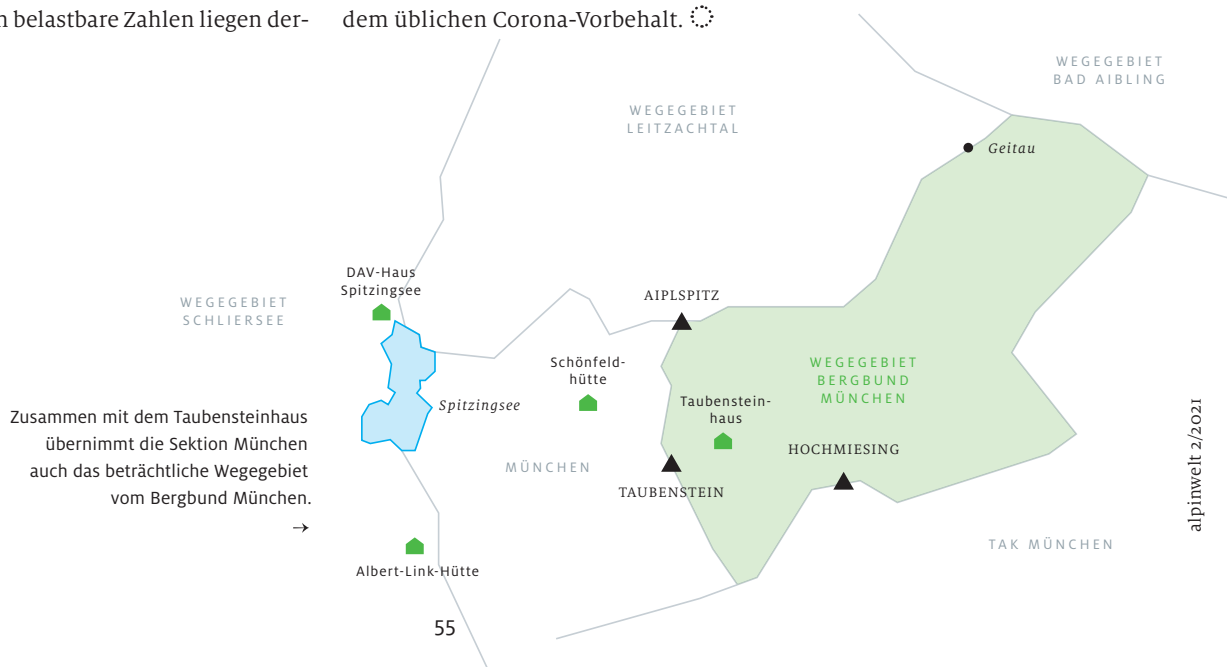 belastbare Zahlen liegen der-
dem üblichen Corona-Vorbehalt.
WEGEGEBIET
BAD AIBLING
WEGEGEBIET
LEITZACHTAL
Geitau
DAV-Haus
Spitzingsee
WEGEGEBIET
SCHLIERSEE
AIPLSPITZ
Schönfeld-
hütte
WEGEGEBIET
BERGBUND
MÜNCHEN
Spitzingsee
Taubenstein-
haus
Zusammen mit dem Taubensteinhaus
übernimmt die Sektion München
auch das beträchtliche Wegegebiet
vom Bergbund München.
→
MÜNCHEN
HOCHMIESING
TAUBENSTEIN
TAK MÜNCHEN
Albert-Link-Hütte
alpinwelt 2/2021
55